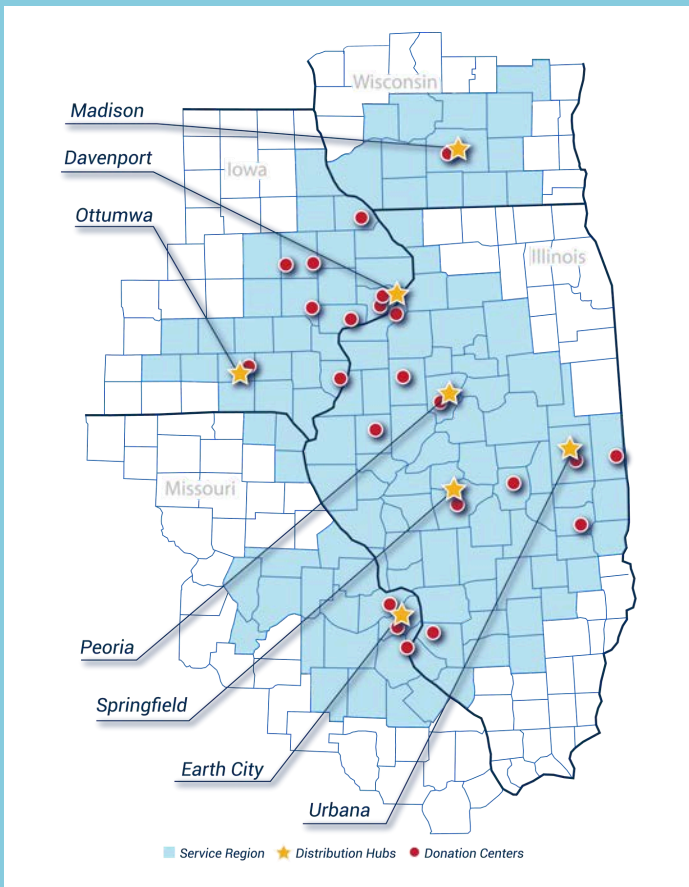 Wisconsin
Madison
Davenport
Iowa
Ottumwa
Illinois
Missouri
Peoria
Springfield
Earth City
Urbana
Service Region
Distribution Hubs
Donation Centers